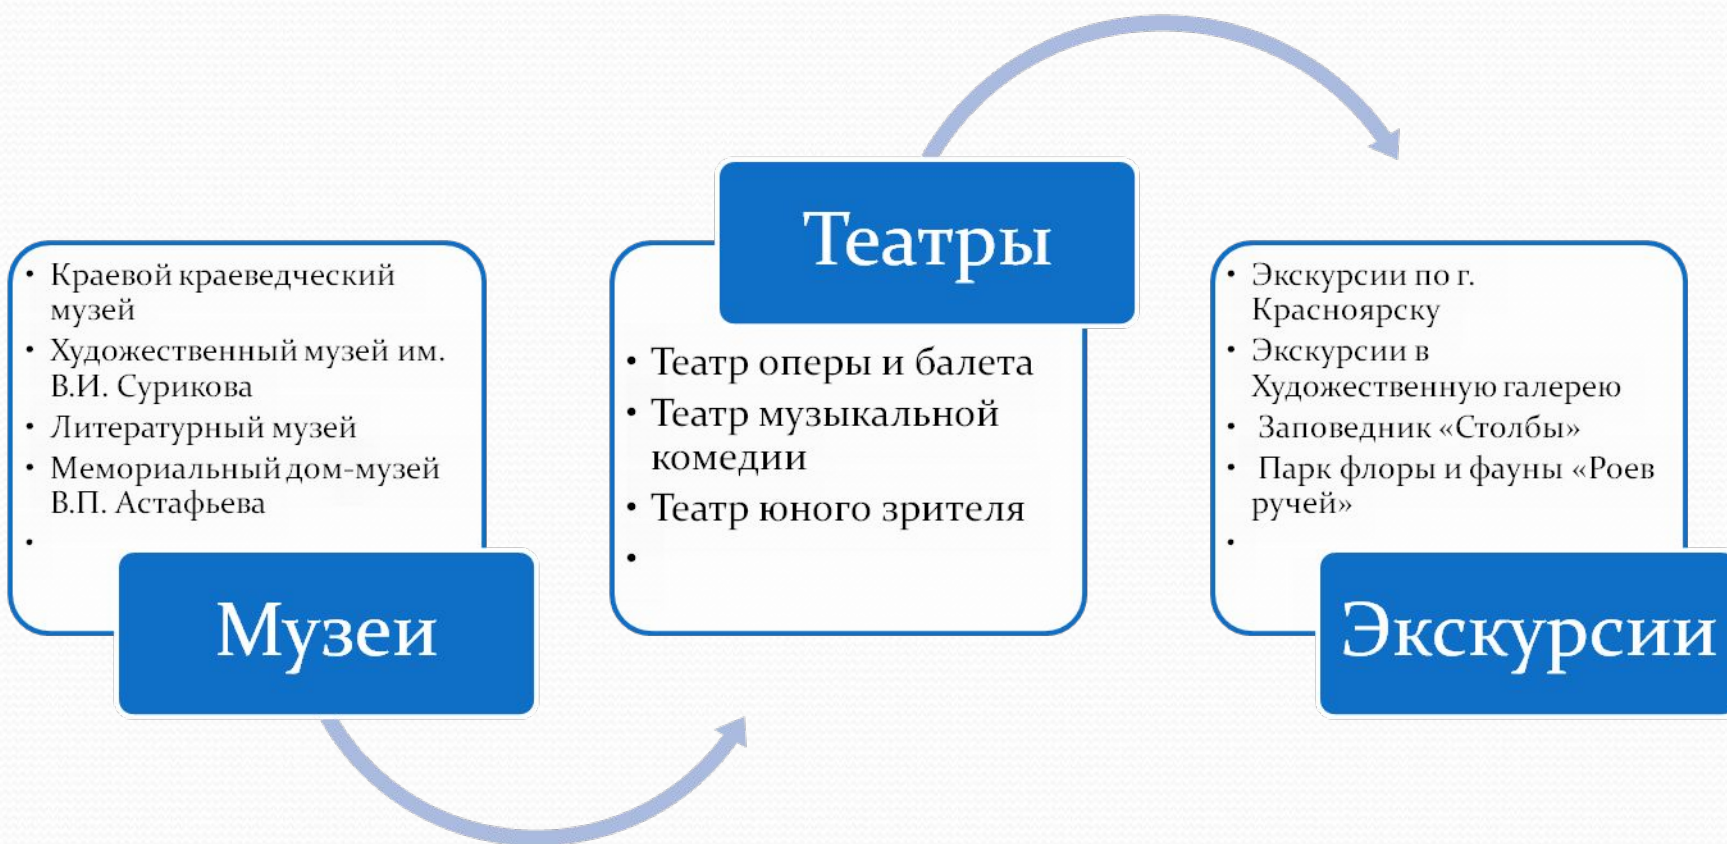 • Краевой краеведческий
музей
• Художественный музей им.
В.И. Сурикова
• Литературный музей
• Мемориальный дом-музей
В.П. Астафьева
•
Музеи
Театры
• Театр оперы и балета
• Театр музыкальной
комедии
• Театр юного зрителя
•
• Экскурсии по г.
Красноярску
• Экскурсии в
Художественную галерею
• Заповедник «Столбы»
• Парк флоры и фауны «Роев
ручей»
•
Экскурсии